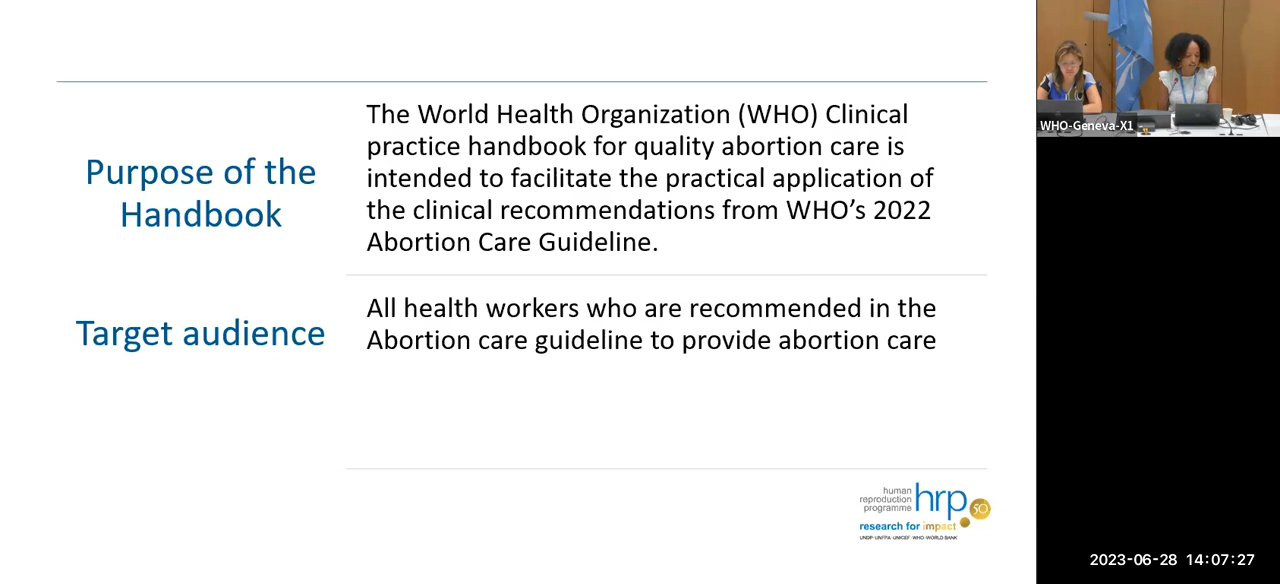 Purpose of the
Handbook
The World Health Organization (WHO) Clinical
practice handbook for quality abortion care is
intended to facilitate the practical application of
the clinical recommendations from WHO’s 2022
Abortion Care Guideline.
Target audience
All health workers who are recommended in the
Abortion care guideline to provide abortion care
human
reproduction
programme
hrp
50
research for impact
UNDP·UNFPA·UNICEF·WHO·WORLD BANK
WHO-Geneva-X1
2023-06-28 14:07:27